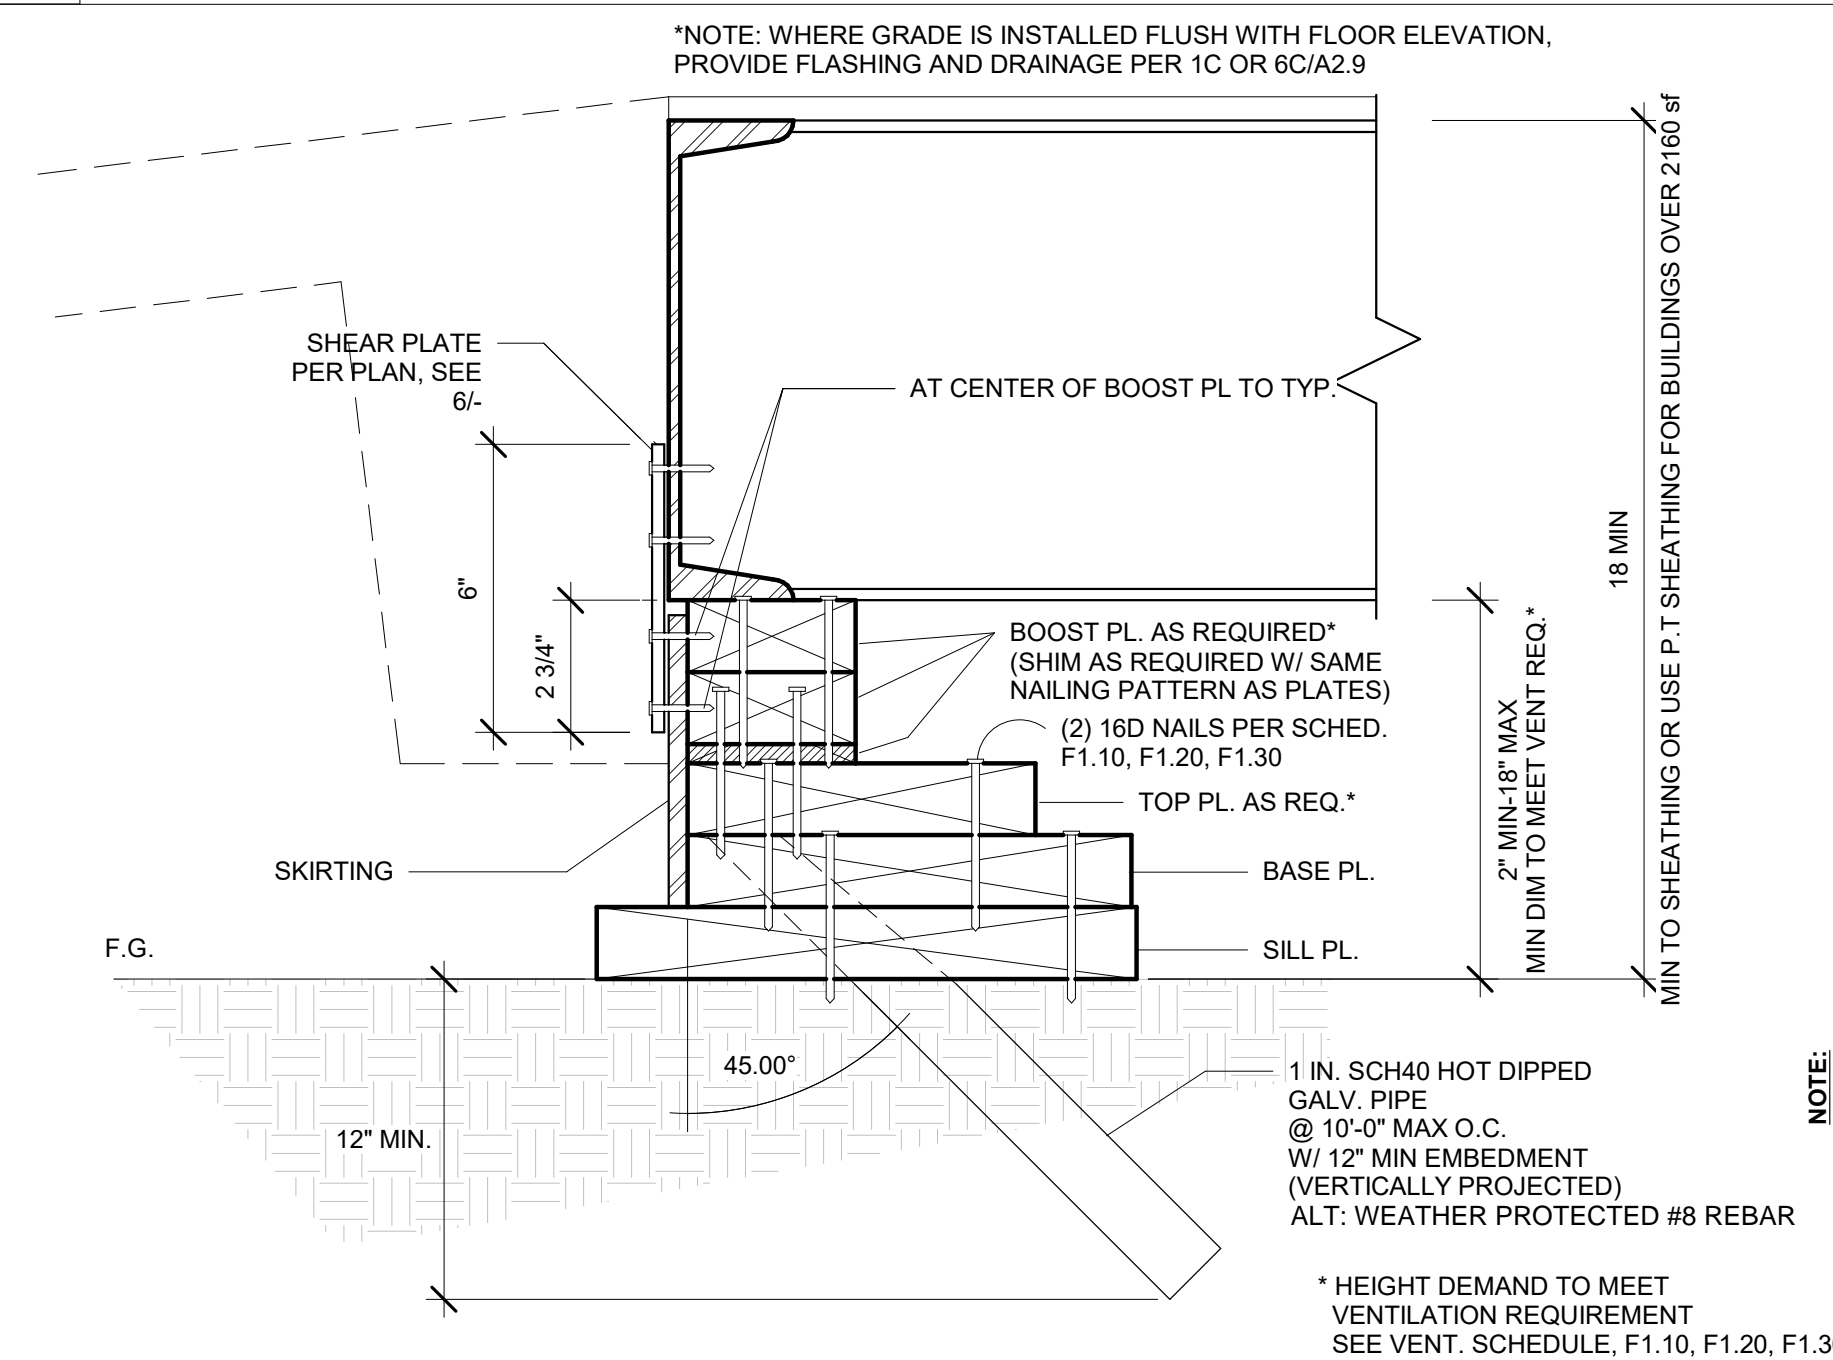 *NOTE: WHERE GRADE IS INSTALLED FLUSH WITH FLOOR ELEVATION,
PROVIDE FLASHING AND DRAINAGE PER 1C OR 6C/A2.9
SHEAR PLATE
PER PLAN, SEE
6/-
AT CENTER OF BOOST PL TO TYP.
6"
2 3/4"
BOOST PL. AS REQUIRED*
(SHIM AS REQUIRED W/ SAME
NAILING PATTERN AS PLATES)
(2) 16D NAILS PER SCHED.
F1.10, F1.20, F1.30
TOP PL. AS REQ.*
SKIRTING
BASE PL.
SILL PL.
F.G.
2" MIN-18" MAX
MIN DIM TO MEET VENT REQ.*
18 MIN
MIN TO SHEATHING OR USE P.T SHEATHING FOR BUILDINGS OVER 2160 sf
45.00°
12" MIN.
1 IN. SCH40 HOT DIPPED
GALV. PIPE
@ 10'-0" MAX O.C.
W/ 12" MIN EMBEDMENT
(VERTICALLY PROJECTED)
ALT: WEATHER PROTECTED #8 REBAR
NOTE:
* HEIGHT DEMAND TO MEET
VENTILATION REQUIREMENT
SEE VENT. SCHEDULE, F1.10, F1.20,